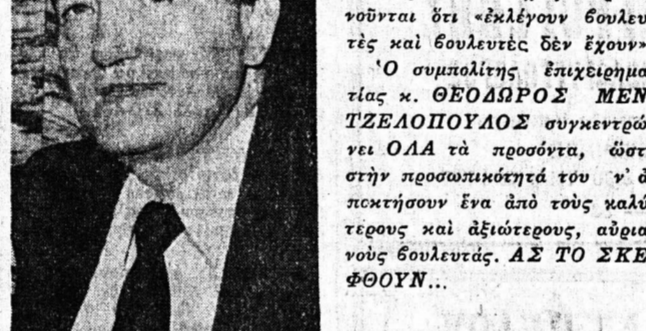 νοῦνται ὅτι «ἐκλέγουν βουλευ
τὲς καὶ βουλευτὲς δὲν ἔχουν»
Ὁ συμπολίτης ἐπιχειρημα
τίας κ. ΘΕΟΔΩΡΟΣ ΜΕΝ
ΤΖΕΛΟΠΟΥΛΟΣ συγκεντρώ
νει ΟΛΑ τὰ προσόντα, ὥστ
στὴν προσωπικότητά του ν' ἀ
ποκτήσουν ἕνα ἀπὸ τοὺς καλύ
τερους καὶ ἀξιώτερους, αὔρια
νοὺς βουλευτάς. ΑΣ ΤΟ ΣΚΕ
ΦΘΟΥΝ...